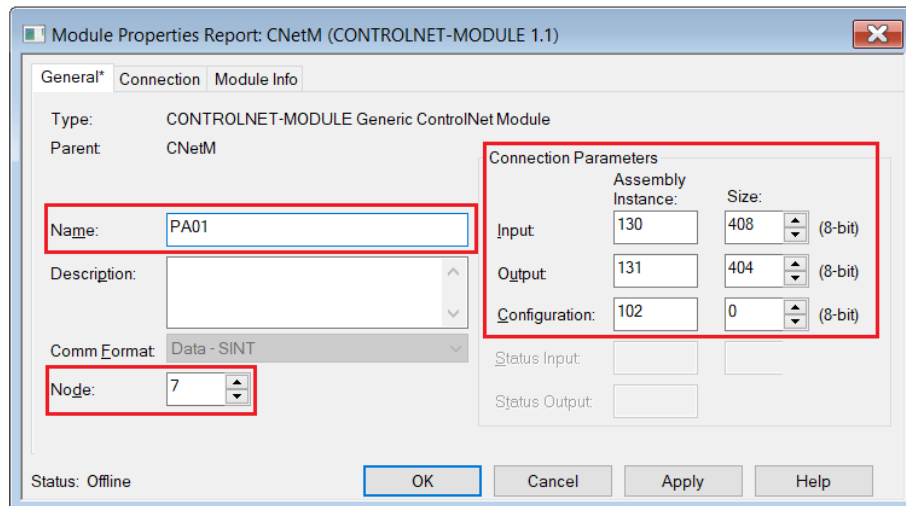 Module Properties Report: CNetM (CONTROLNET-MODULE 1.1)
General* Connection Module Info
Type: CONTROLNET-MODULE Generic ControlNet Module
Parent: CNetM
Connection Parameters
Assembly Instance: Size:
Name: PA01
Input: 130 408 (8-bit)
Description:
Output: 131 404 (8-bit)
Configuration: 102 0 (8-bit)
Comm Format: Data - SINT
Status Input:
Node: 7
Status Output:
Status: Offline
OK Cancel Apply Help